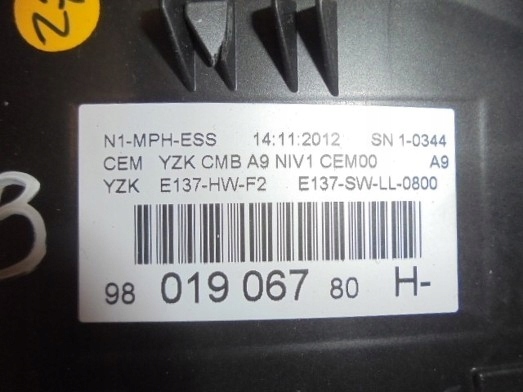 N1-MPH-ESS 14:11:2012 SN 1-0344
CEM YZK CMB A9 NIV1 CEM00 A9
YZK E137-HW-F2 E137-SW-LL-0800
98 019 067 80 H-